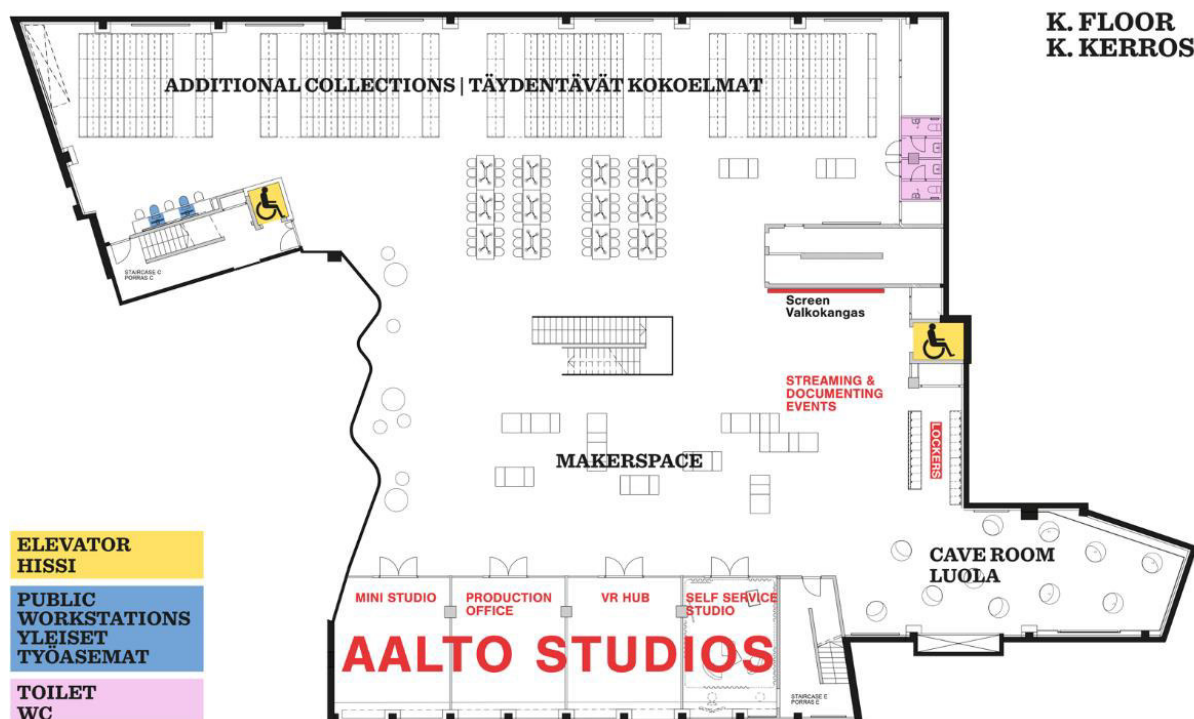 K. FLOOR
K. KERROS
ADDITIONAL COLLECTIONS | TÄYDENTÄVÄT KOKOELMAT
STAIRCASE C
PORRAS C
Screen
Valkokangas
STREAMING &
DOCUMENTING
EVENTS
LOCKERS
MAKERSPACE
CAVE ROOM
LUOLA
MINI STUDIO
PRODUCTION
OFFICE
VR HUB
SELF SERVICE
STUDIO
AALTO STUDIOS
STAIRCASE E
PORRAS E
ELEVATOR
HISSI
PUBLIC
WORKSTATIONS
YLEISET
TYÖASEMAT
TOILET
WC